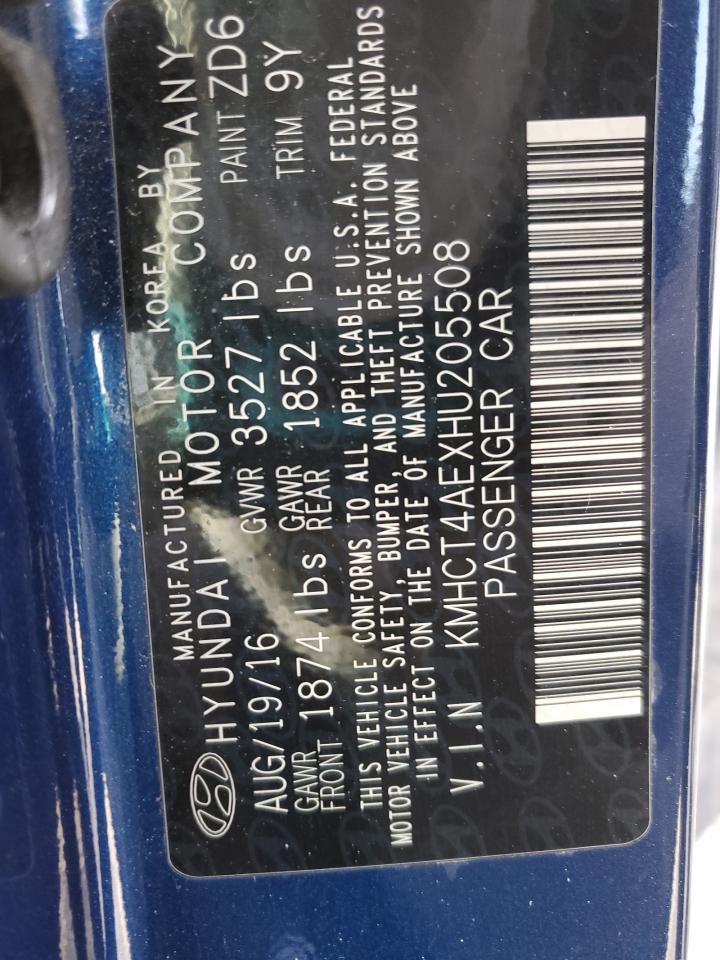 MANUFACTURED IN KOREA BY
HYUNDAI MOTOR COMPANY
AUG/19/16 GVWR 3527 lbs PAINT ZD6
GAWR FRONT 1874 lbs GAWR REAR 1852 lbs TRIM 9Y
THIS VEHICLE CONFORMS TO ALL APPLICABLE U.S.A. FEDERAL
MOTOR VEHICLE SAFETY, BUMPER, AND THEFT PREVENTION STANDARDS
IN EFFECT ON THE DATE OF MANUFACTURE SHOWN ABOVE
V.I.N KMHCT4AEXHU205508
PASSENGER CAR